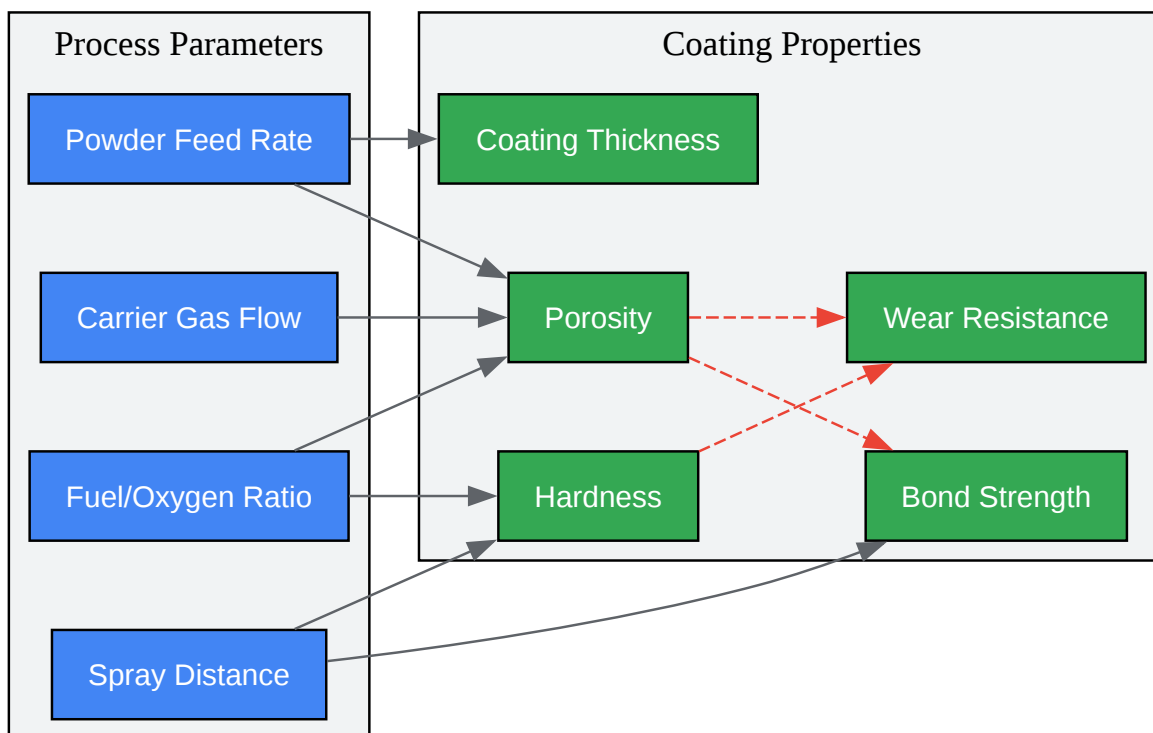 Process Parameters
Coating Properties
Powder Feed Rate
Coating Thickness
Carrier Gas Flow
Porosity
Wear Resistance
Fuel/Oxygen Ratio
Hardness
Bond Strength
Spray Distance